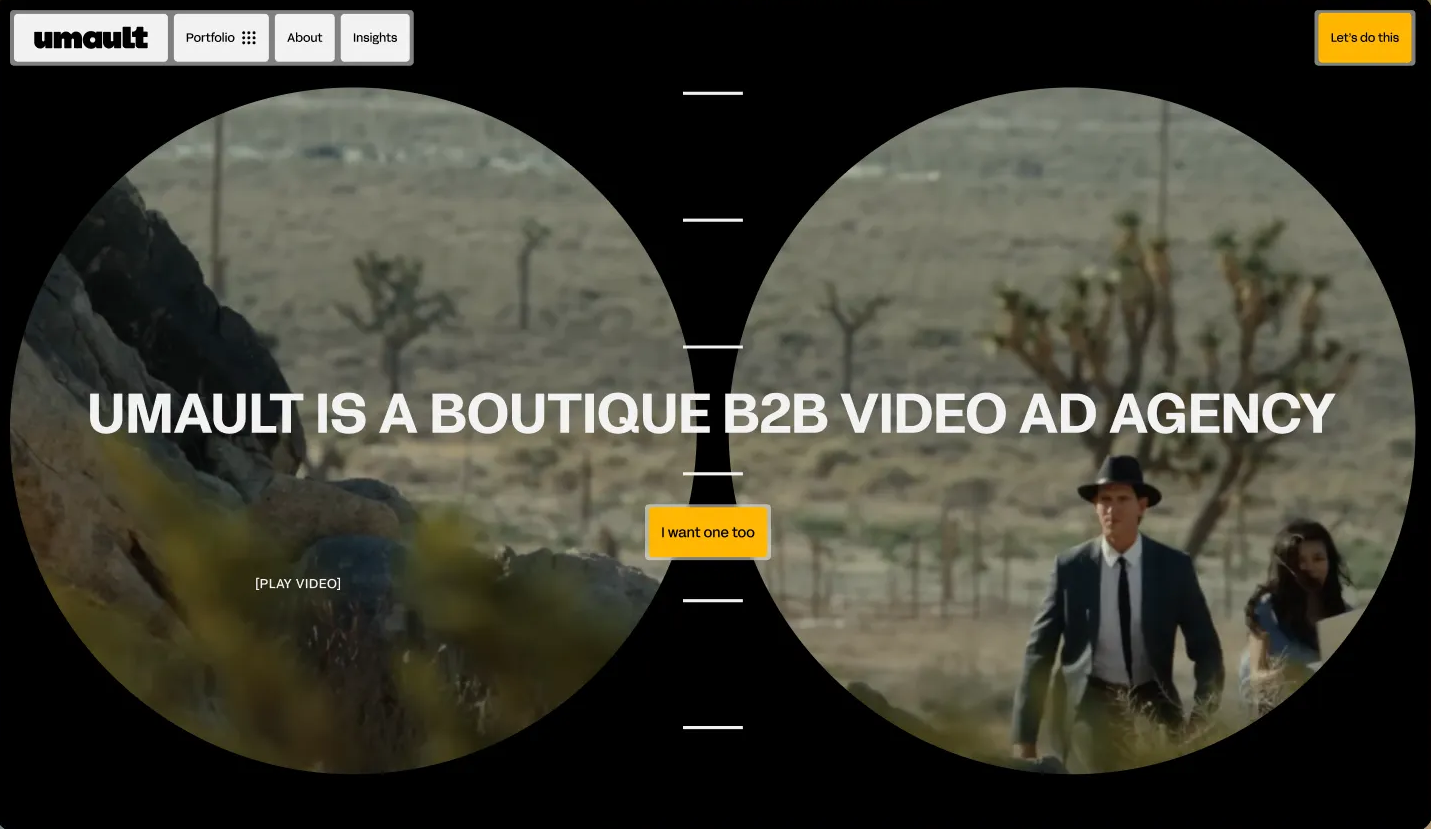 umault
Portfolio
About
Insights
Let's do this
UMAULT IS A BOUTIQUE B2B VIDEO AD AGENCY
I want one too
[PLAY VIDEO]